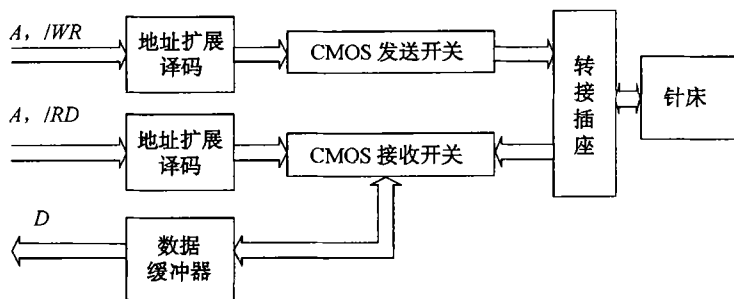 A，/WR
地址扩展
译码
CMOS 发送开关
转
接
插
座
针床
A，/RD
地址扩展
译码
CMOS 接收开关
D
数据
缓冲器